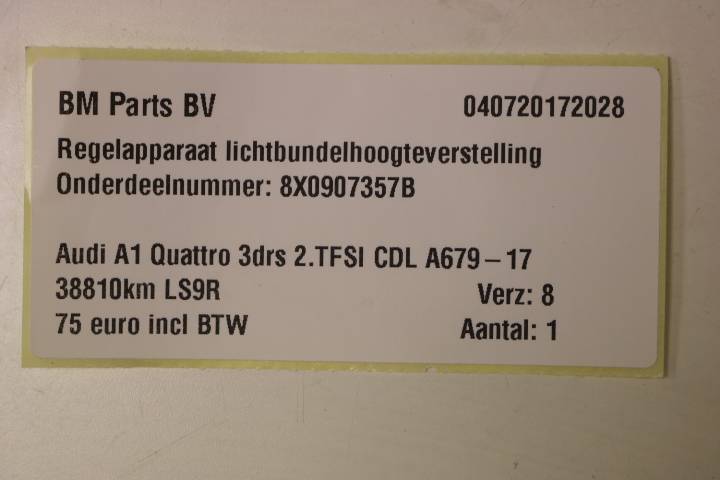 BM Parts BV 040720172028
Regelapparaat lichtbundelhoogteverstelling
Onderdeelnummer: 8X0907357B
Audi A1 Quattro 3drs 2.TFSI CDL A679-17
38810km LS9R Verz: 8
75 euro incl BTW Aantal: 1